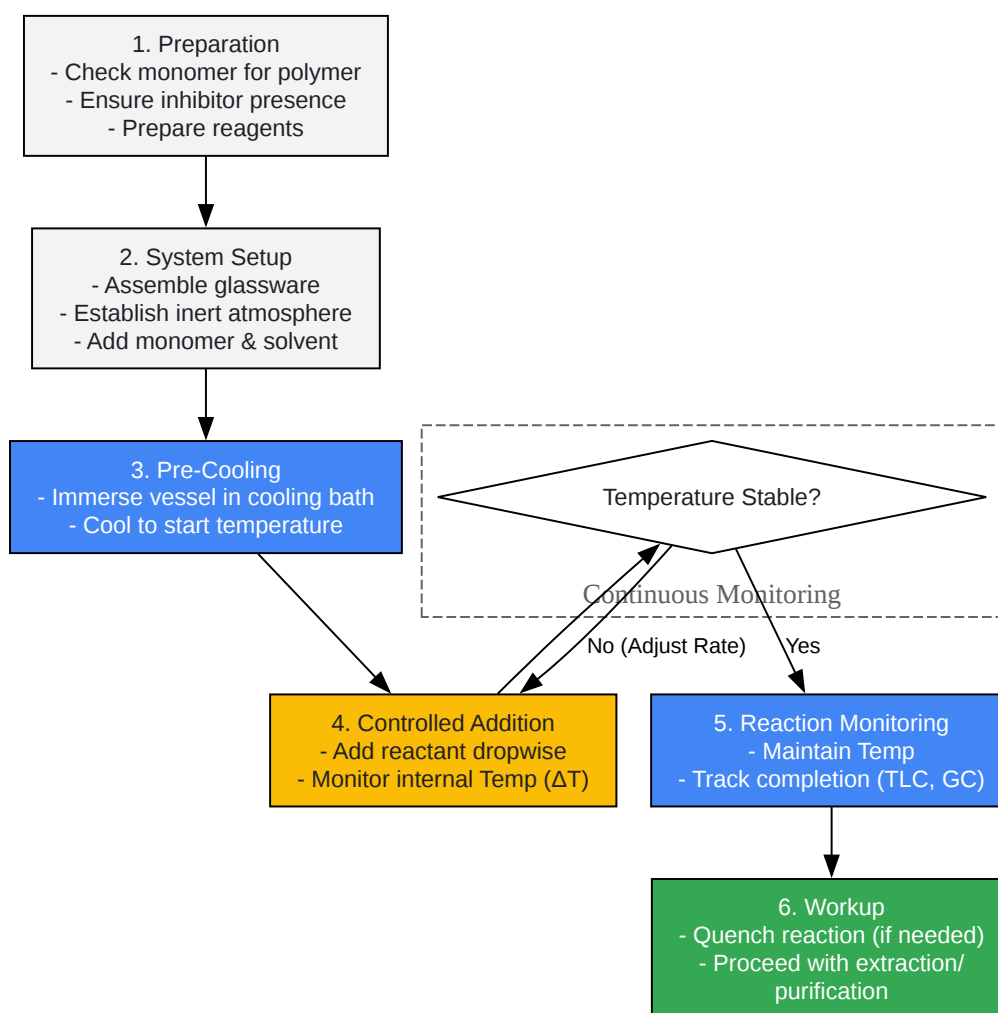 1. Preparation
- Check monomer for polymer
- Ensure inhibitor presence
- Prepare reagents
2. System Setup
- Assemble glassware
- Establish inert atmosphere
- Add monomer & solvent
3. Pre-Cooling
- Immerse vessel in cooling bath
- Cool to start temperature
Temperature Stable?
Continuous Monitoring
No (Adjust Rate)
Yes
4. Controlled Addition
- Add reactant dropwise
- Monitor internal Temp (ΔT)
5. Reaction Monitoring
- Maintain Temp
- Track completion (TLC, GC)
6. Workup
- Quench reaction (if needed)
- Proceed with extraction/
purification